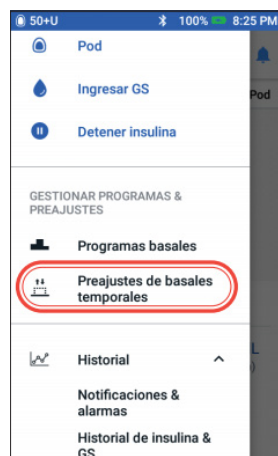 50+U 100% 8:25 PM
Pod
Ingresar GS
Pod
Detener insulina
GESTIONAR PROGRAMAS &
PREAJUSTES
Programas basales
Preajustes de basales
temporales
Historial
L
)
Notificaciones &
alarmas
Historial de insulina &
GS